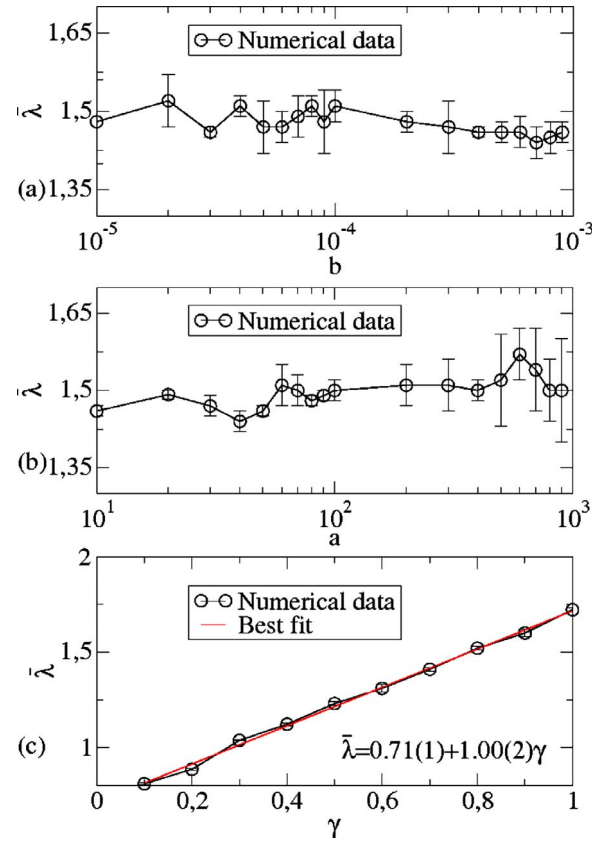 1,65
Numerical data
λ̄
1,5
(a)
1,35
10^-5
10^-4
10^-3
b
1,65
Numerical data
λ̄
1,5
(b)
1,35
10^1
10^2
10^3
a
2
Numerical data
Best fit
λ̄
1,5
(c)
1
λ̄=0.71(1)+1.00(2)γ
0
0,2
0,4
0,6
0,8
1
γ